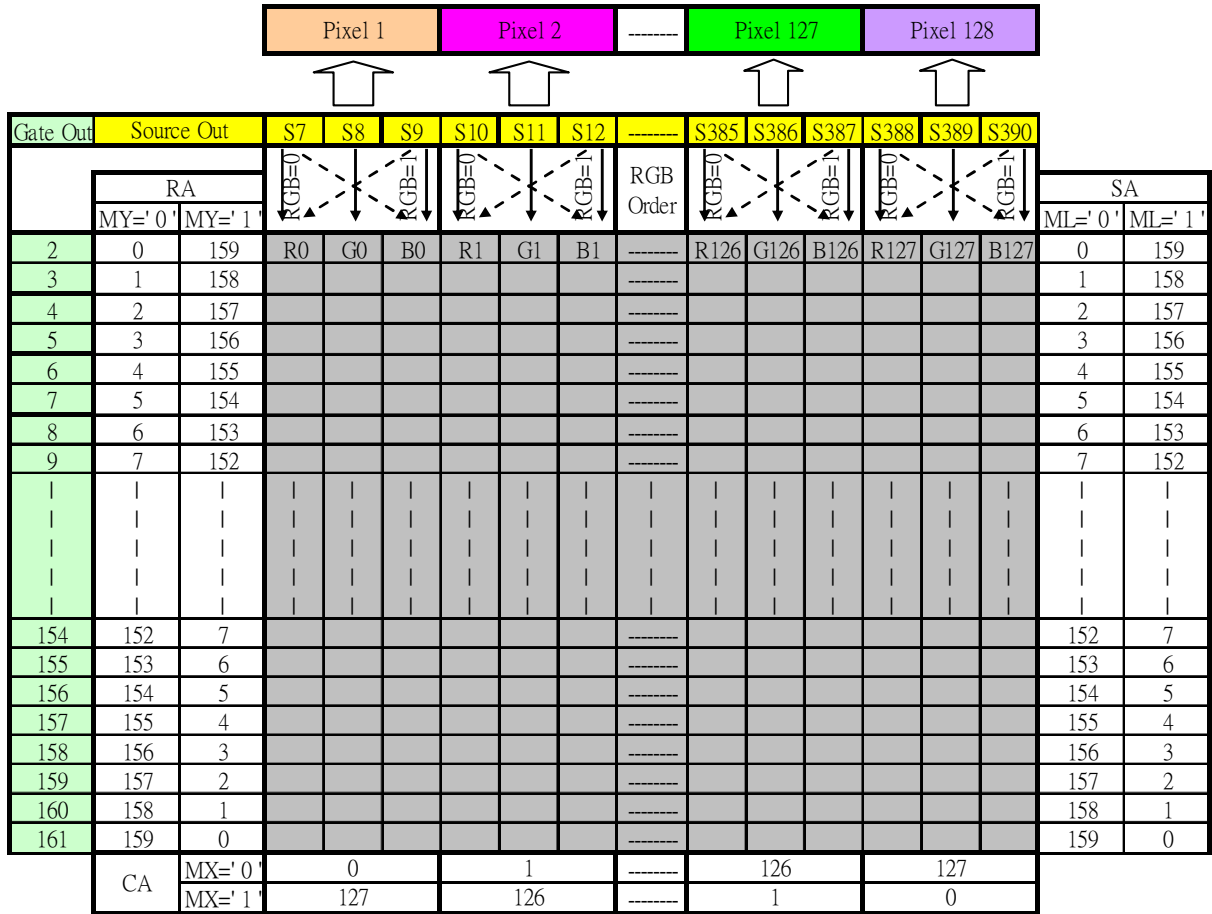 Pixel 1 Pixel 2 -------- Pixel 127 Pixel 128
Gate Out Source Out S7 S8 S9 S10 S11 S12 -------- S385 S386 S387 S388 S389 S390
RGB=0 RGB=1 RGB=0 RGB=1 RGB Order RGB=0 RGB=1 RGB=0 RGB=1
RA SA
MY=' 0 ' MY=' 1 ' ML=' 0 ' ML=' 1 '
2 0 159 R0 G0 B0 R1 G1 B1 -------- R126 G126 B126 R127 G127 B127 0 159
3 1 158 -------- 1 158
4 2 157 -------- 2 157
5 3 156 -------- 3 156
6 4 155 -------- 4 155
7 5 154 -------- 5 154
8 6 153 -------- 6 153
9 7 152 -------- 7 152
| | | | | | | | | | | | | | | | | |
| | | | | | | | | | | | | | | | | |
| | | | | | | | | | | | | | | | | |
| | | | | | | | | | | | | | | | | |
| | | | | | | | | | | | | | | | | |
154 152 7 -------- 152 7
155 153 6 -------- 153 6
156 154 5 -------- 154 5
157 155 4 -------- 155 4
158 156 3 -------- 156 3
159 157 2 -------- 157 2
160 158 1 -------- 158 1
161 159 0 -------- 159 0
CA MX=' 0 ' 0 1 -------- 126 127
MX=' 1 ' 127 126 -------- 1 0